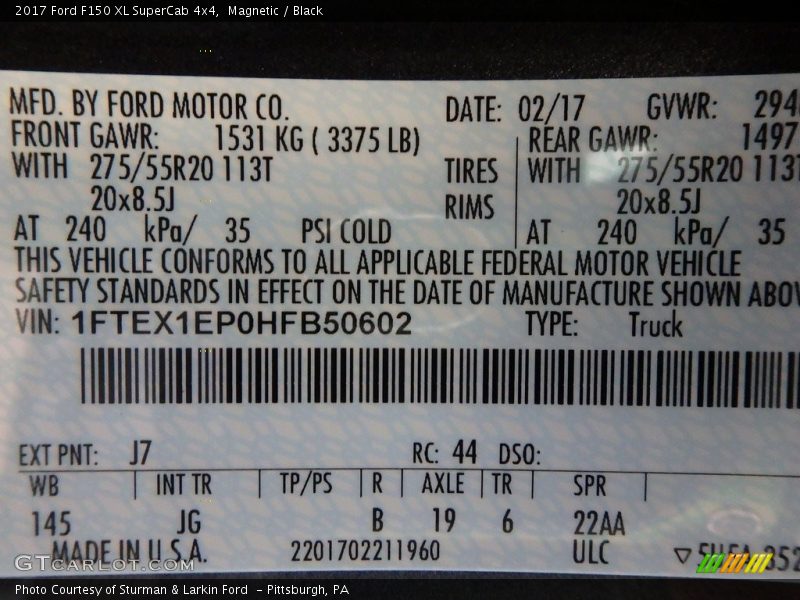 2017 Ford F150 XL SuperCab 4x4,  Magnetic / Black
MFD. BY FORD MOTOR CO. DATE: 02/17 GVWR: 294
FRONT GAWR: 1531 KG ( 3375 LB) REAR GAWR: 1497
WITH 275/55R20 113T TIRES WITH 275/55R20 113T
20x8.5J RIMS 20x8.5J
AT 240 kPa/ 35 PSI COLD AT 240 kPa/ 35
THIS VEHICLE CONFORMS TO ALL APPLICABLE FEDERAL MOTOR VEHICLE
SAFETY STANDARDS IN EFFECT ON THE DATE OF MANUFACTURE SHOWN ABOV
VIN: 1FTEX1EP0HFB50602 TYPE: Truck
EXT PNT: J7 RC: 44 DSO:
WB INT TR TP/PS R AXLE TR SPR
145 JG B 19 6 22AA
MADE IN U.S.A. 2201702211960 ULC
GTCarLot.com
Photo Courtesy of Sturman & Larkin Ford  - Pittsburgh, PA